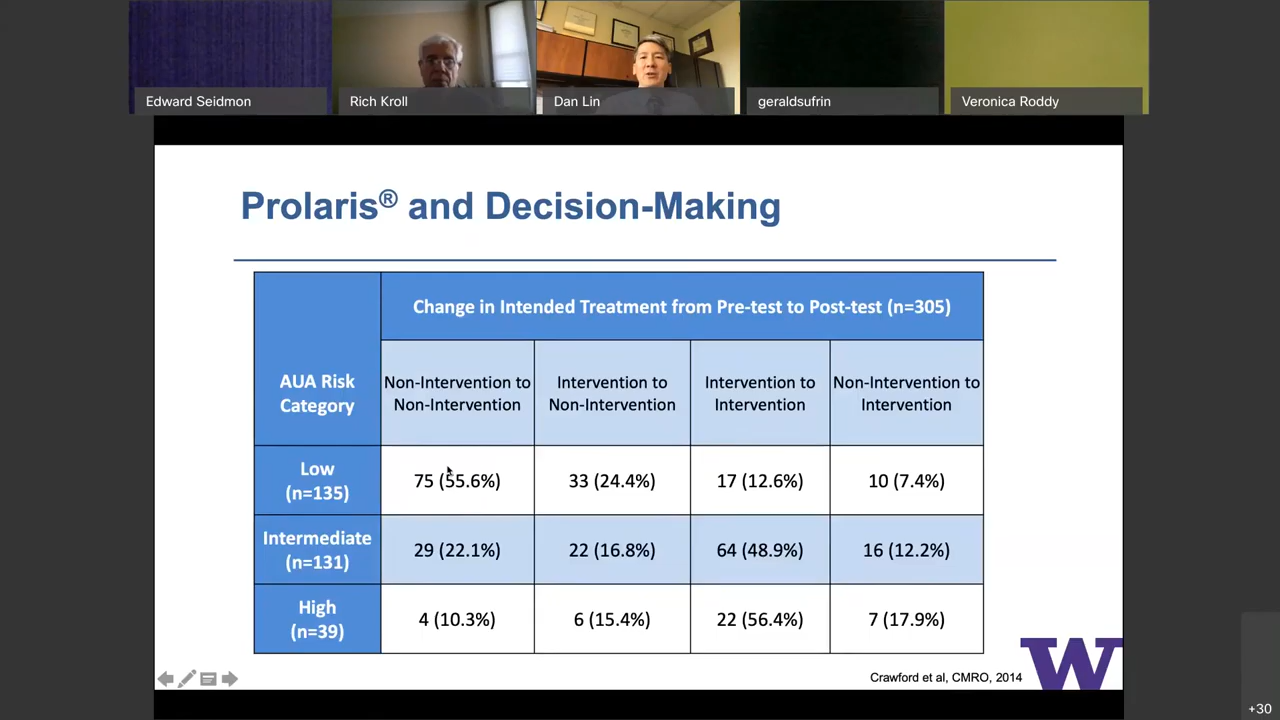 Edward Seidmon
Rich Kroll
Dan Lin
geraldsufrin
Veronica Roddy
Prolaris® and Decision-Making
AUA Risk
Category
Change in Intended Treatment from Pre-test to Post-test (n=305)
Non-Intervention to
Non-Intervention
Intervention to
Non-Intervention
Intervention to
Intervention
Non-Intervention to
Intervention
Low
(n=135)
75 (55.6%)
33 (24.4%)
17 (12.6%)
10 (7.4%)
Intermediate
(n=131)
29 (22.1%)
22 (16.8%)
64 (48.9%)
16 (12.2%)
High
(n=39)
4 (10.3%)
6 (15.4%)
22 (56.4%)
7 (17.9%)
Crawford et al, CMRO, 2014
W
+30